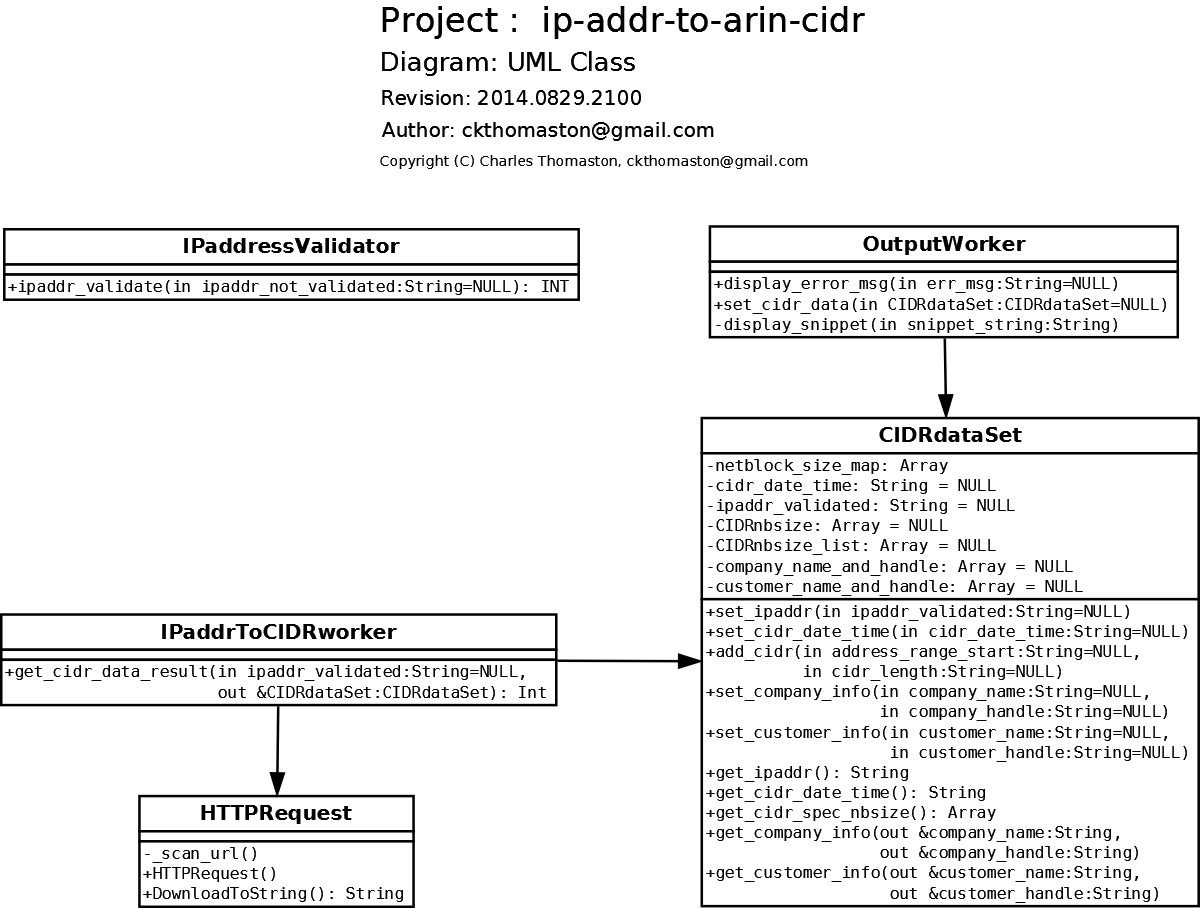 Project :  ip-addr-to-arin-cidr
Diagram: UML Class
Revision: 2014.0829.2100
Author: ckthomaston@gmail.com
Copyright (C) Charles Thomaston, ckthomaston@gmail.com
IPaddressValidator
+ipaddr_validate(in ipaddr_not_validated:String=NULL): INT
OutputWorker
+display_error_msg(in err_msg:String=NULL)
+set_cidr_data(in CIDRdataSet:CIDRdataSet=NULL)
-display_snippet(in snippet_string:String)
CIDRdataSet
-netblock_size_map: Array
-cidr_date_time: String = NULL
-ipaddr_validated: String = NULL
-CIDRnbsize: Array = NULL
-CIDRnbsize_list: Array = NULL
-company_name_and_handle: Array = NULL
-customer_name_and_handle: Array = NULL
+set_ipaddr(in ipaddr_validated:String=NULL)
+set_cidr_date_time(in cidr_date_time:String=NULL)
+add_cidr(in address_range_start:String=NULL,
in cidr_length:String=NULL)
+set_company_info(in company_name:String=NULL,
in company_handle:String=NULL)
+set_customer_info(in customer_name:String=NULL,
in customer_handle:String=NULL)
+get_ipaddr(): String
+get_cidr_date_time(): String
+get_cidr_spec_nbsize(): Array
+get_company_info(out &company_name:String,
out &company_handle:String)
+get_customer_info(out &customer_name:String,
out &customer_handle:String)
IPaddrToCIDRworker
+get_cidr_data_result(in ipaddr_validated:String=NULL,
out &CIDRdataSet:CIDRdataSet): Int
HTTPRequest
-_scan_url()
+HTTPRequest()
+DownloadToString(): String